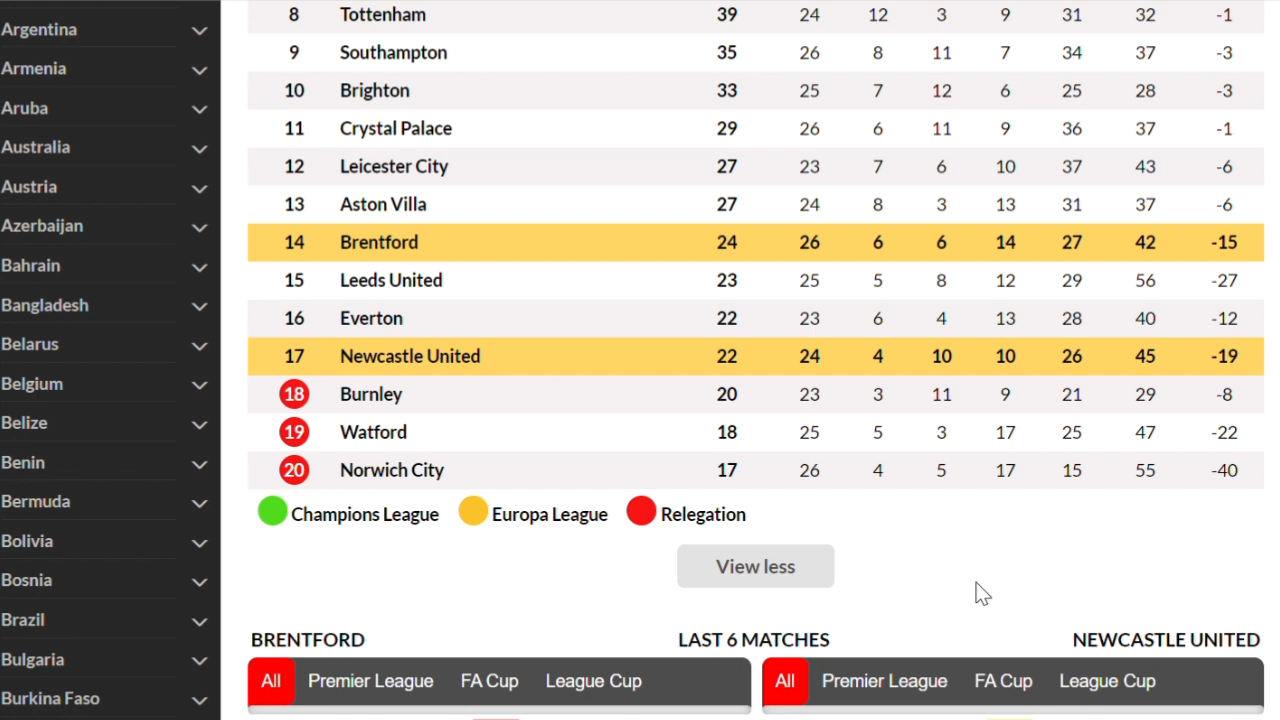 Argentina
Armenia
Aruba
Australia
Austria
Azerbaijan
Bahrain
Bangladesh
Belarus
Belgium
Belize
Benin
Bermuda
Bolivia
Bosnia
Brazil
Bulgaria
Burkina Faso
8 Tottenham 39 24 12 3 9 31 32 -1
9 Southampton 35 26 8 11 7 34 37 -3
10 Brighton 33 25 7 12 6 25 28 -3
11 Crystal Palace 29 26 6 11 9 36 37 -1
12 Leicester City 27 23 7 6 10 37 43 -6
13 Aston Villa 27 24 8 3 13 31 37 -6
14 Brentford 24 26 6 6 14 27 42 -15
15 Leeds United 23 25 5 8 12 29 56 -27
16 Everton 22 23 6 4 13 28 40 -12
17 Newcastle United 22 24 4 10 10 26 45 -19
18 Burnley 20 23 3 11 9 21 29 -8
19 Watford 18 25 5 3 17 25 47 -22
20 Norwich City 17 26 4 5 17 15 55 -40
Champions League Europa League Relegation
View less
BRENTFORD LAST 6 MATCHES NEWCASTLE UNITED
All Premier League FA Cup League Cup All Premier League FA Cup League Cup